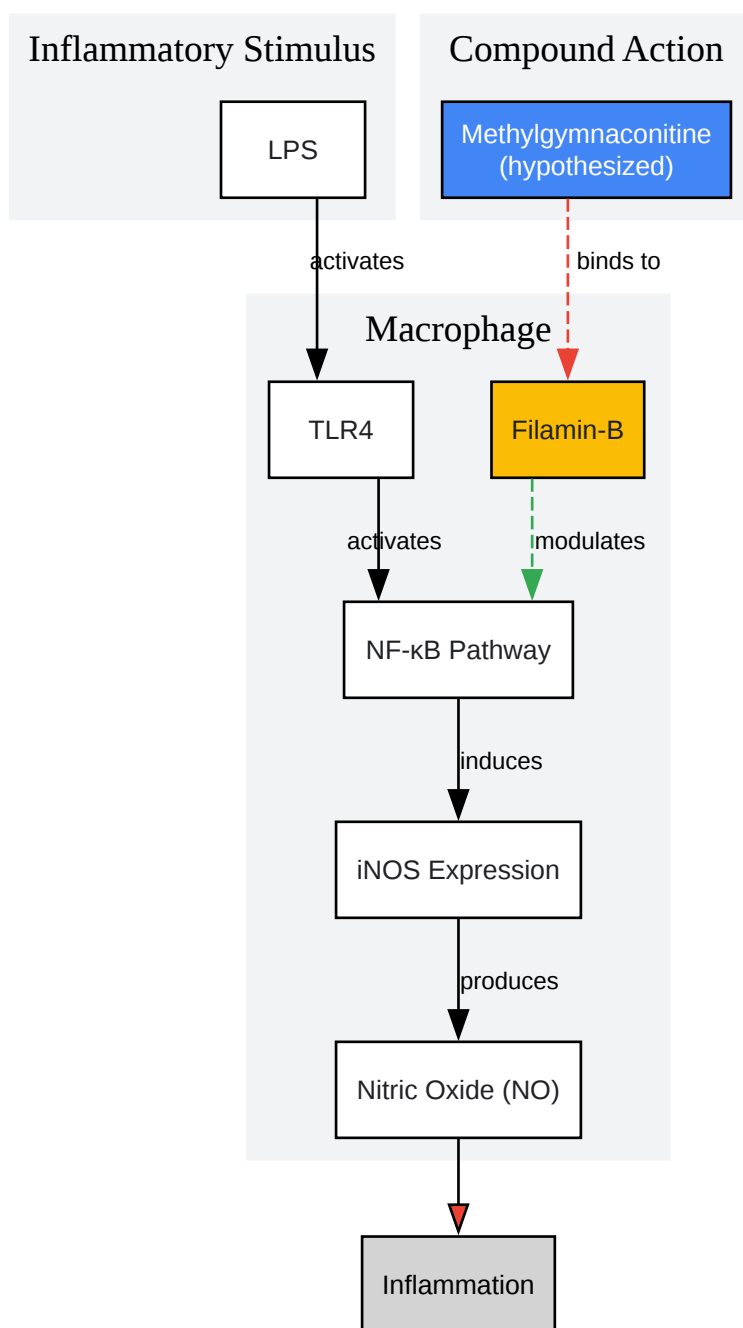 Inflammatory Stimulus
Compound Action
LPS
Methylgymnaconitine
(hypothesized)
activates
binds to
Macrophage
TLR4
Filamin-B
activates
modulates
NF-κB Pathway
induces
iNOS Expression
produces
Nitric Oxide (NO)
Inflammation